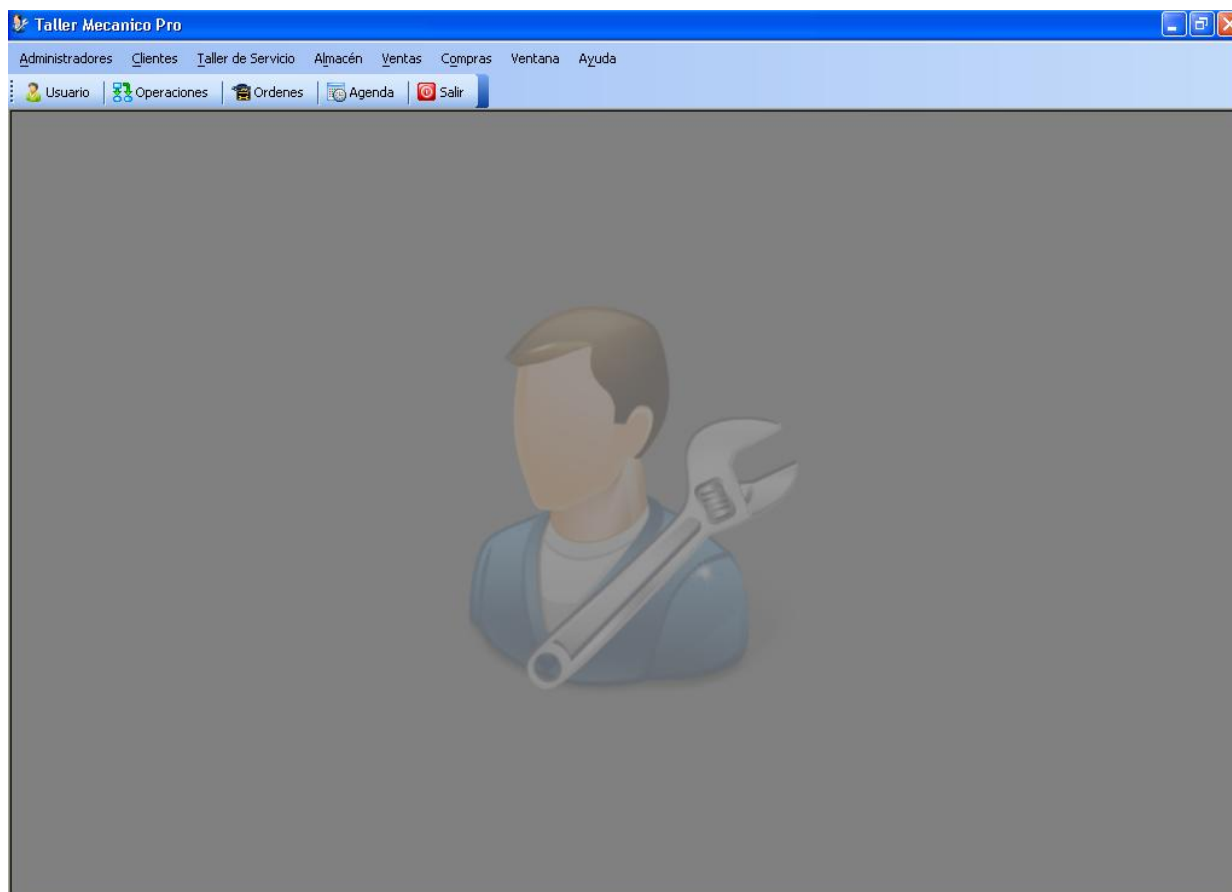 Taller Mecanico Pro
Administradores Clientes Taller de Servicio Almacén Ventas Compras Ventana Ayuda
Usuario Operaciones Ordenes Agenda Salir